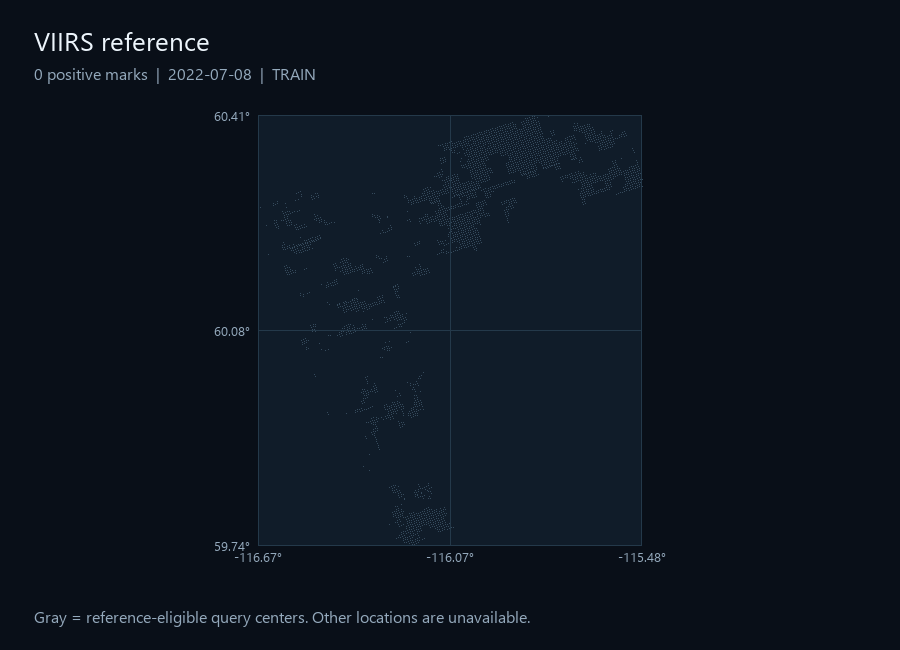 VIIRS reference
0 positive marks | 2022-07-08 | TRAIN
60.41°
60.08°
59.74°
-116.67°
-116.07°
-115.48°
Gray = reference-eligible query centers. Other locations are unavailable.